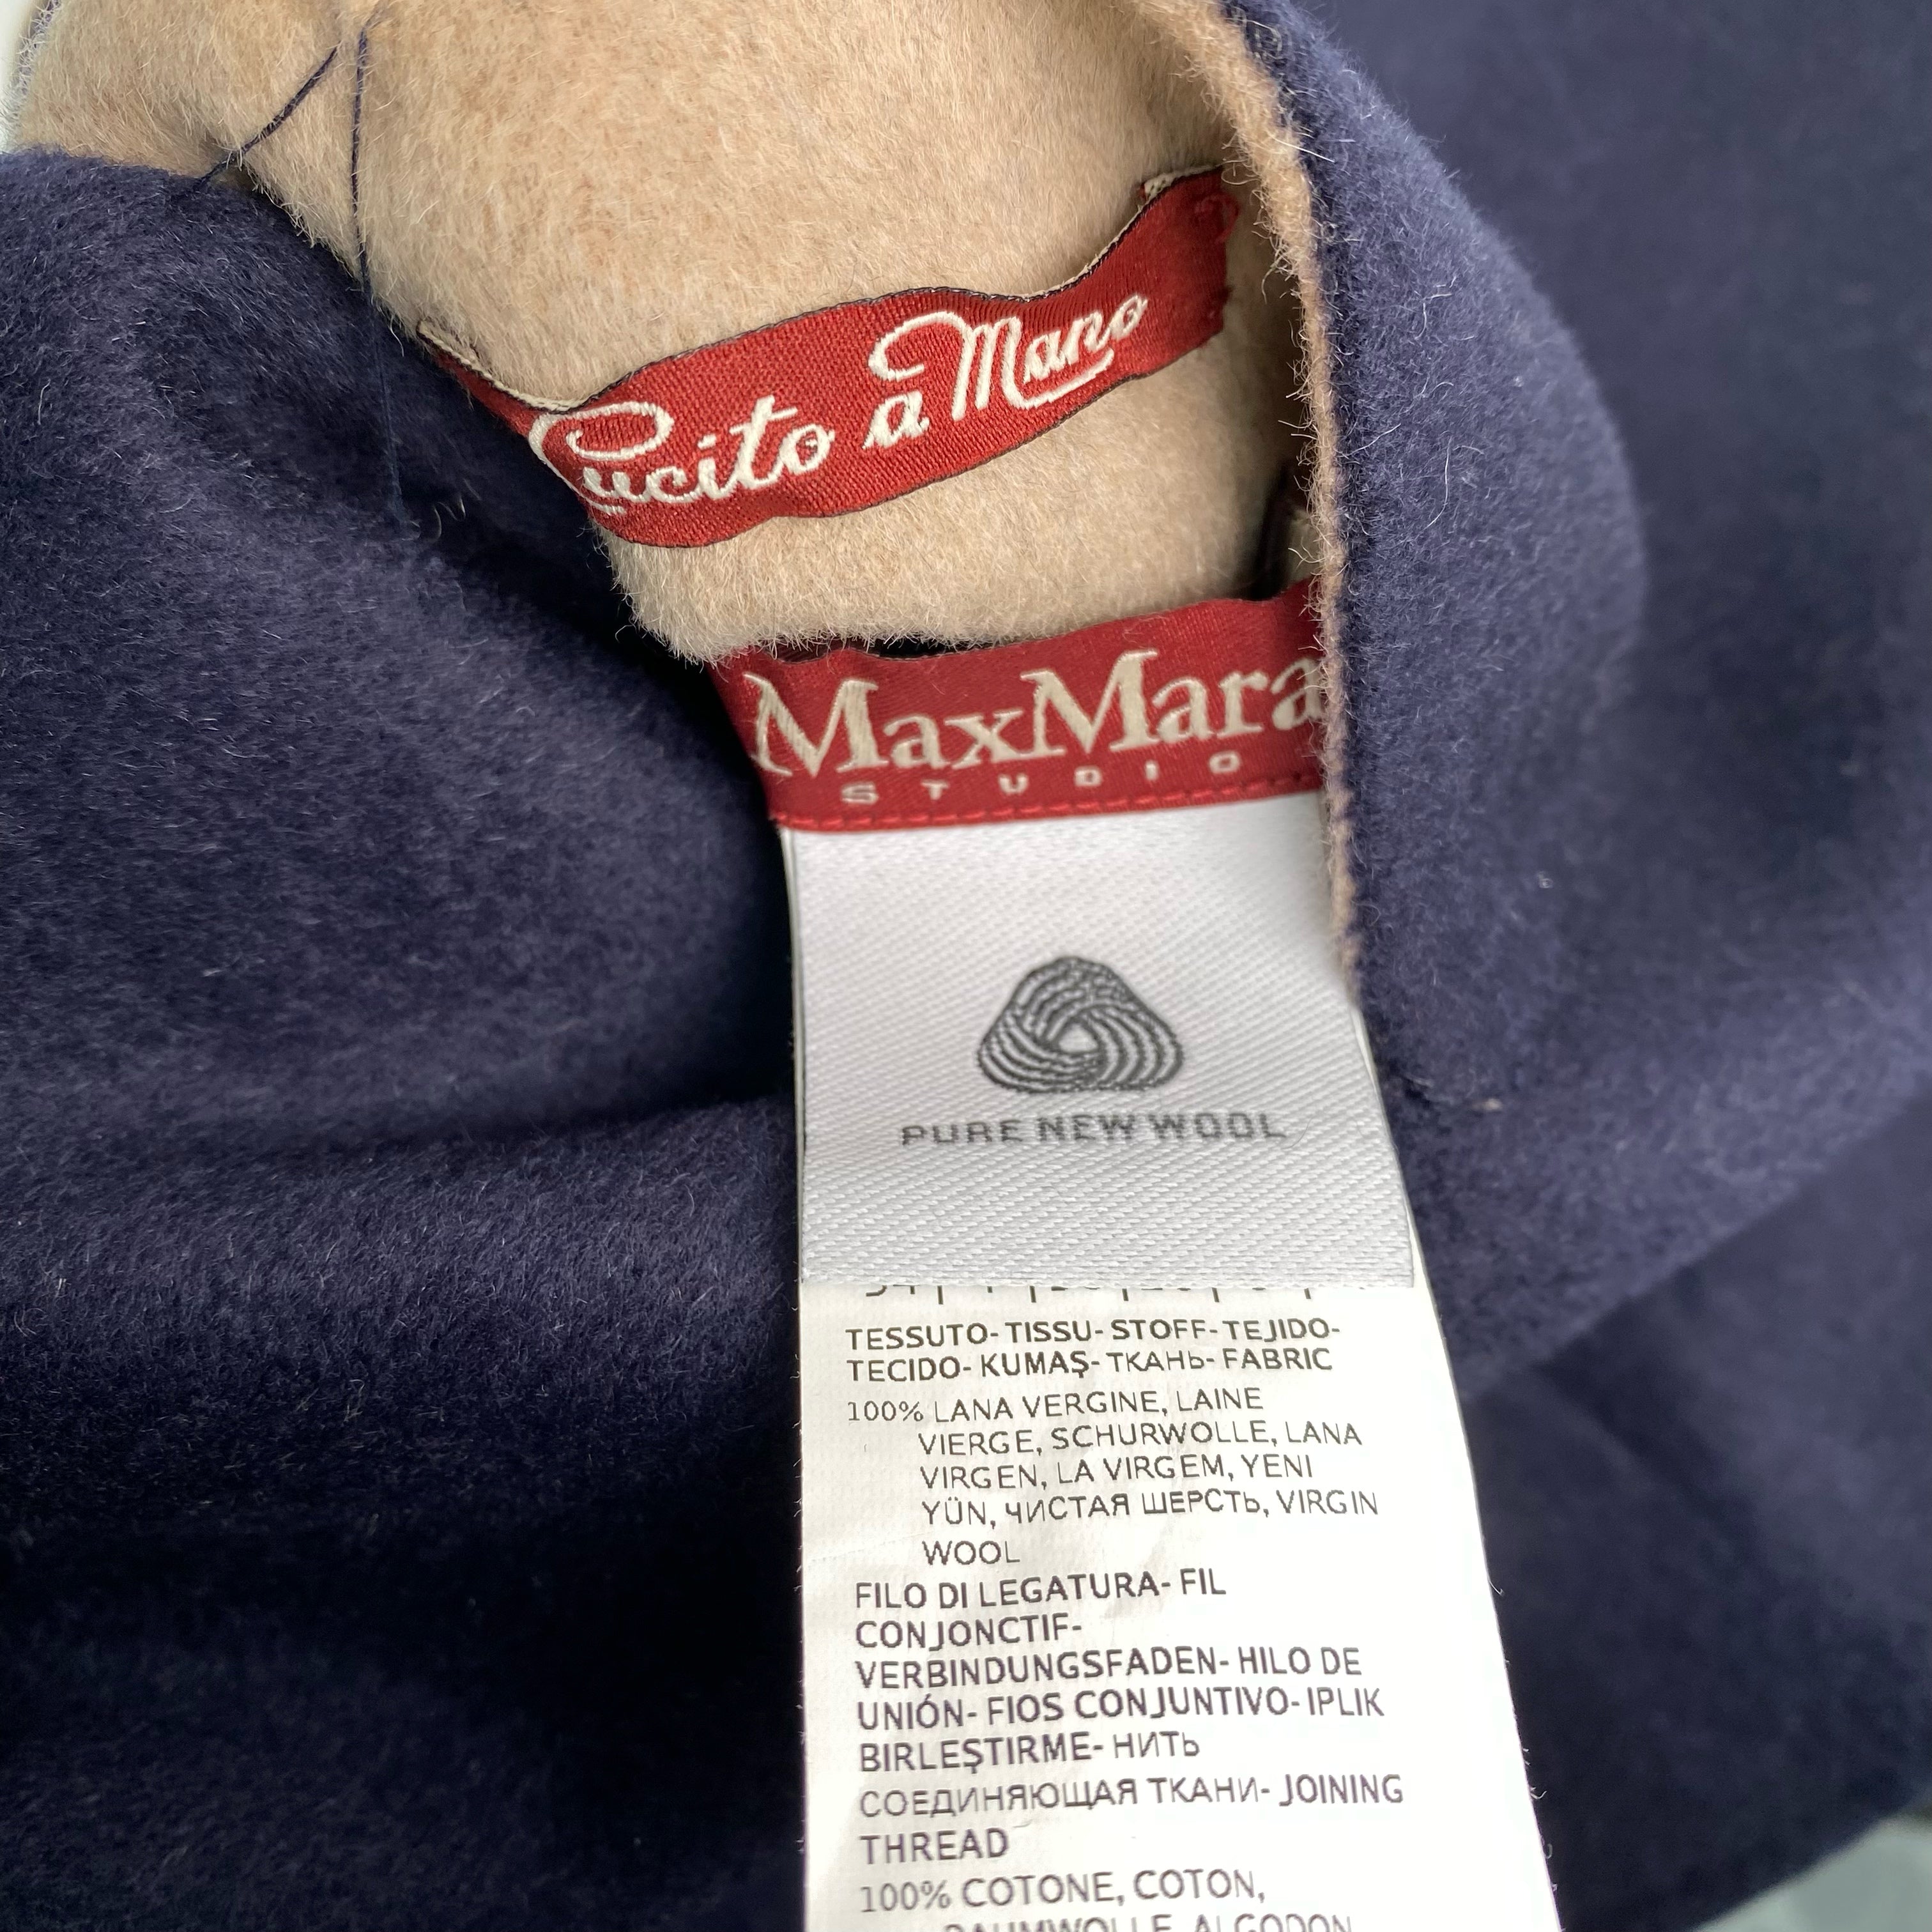 Cucito a Mano
MaxMara
STUDIO
PURE NEW WOOL
TESSUTO- TISSU- STOFF- TEJIDO-
TECIDO- KUMAŞ- ТКАНЬ- FABRIC
100% LANA VERGINE, LAINE
VIERGE, SCHURWOLLE, LANA
VIRGEN, LA VIRGEM, YENI
YÜN, ЧИСТАЯ ШЕРСТЬ, VIRGIN
WOOL
FILO DI LEGATURA- FIL
CONJONCTIF-
VERBINDUNGSFADEN- HILO DE
UNIÓN- FIOS CONJUNTIVO- IPLIK
BIRLEŞTIRME- НИТЬ
СОЕДИНЯЮЩАЯ ТКАНИ- JOINING
THREAD
100% COTONE, COTON,
BAUMWOLLE, ALGODON,